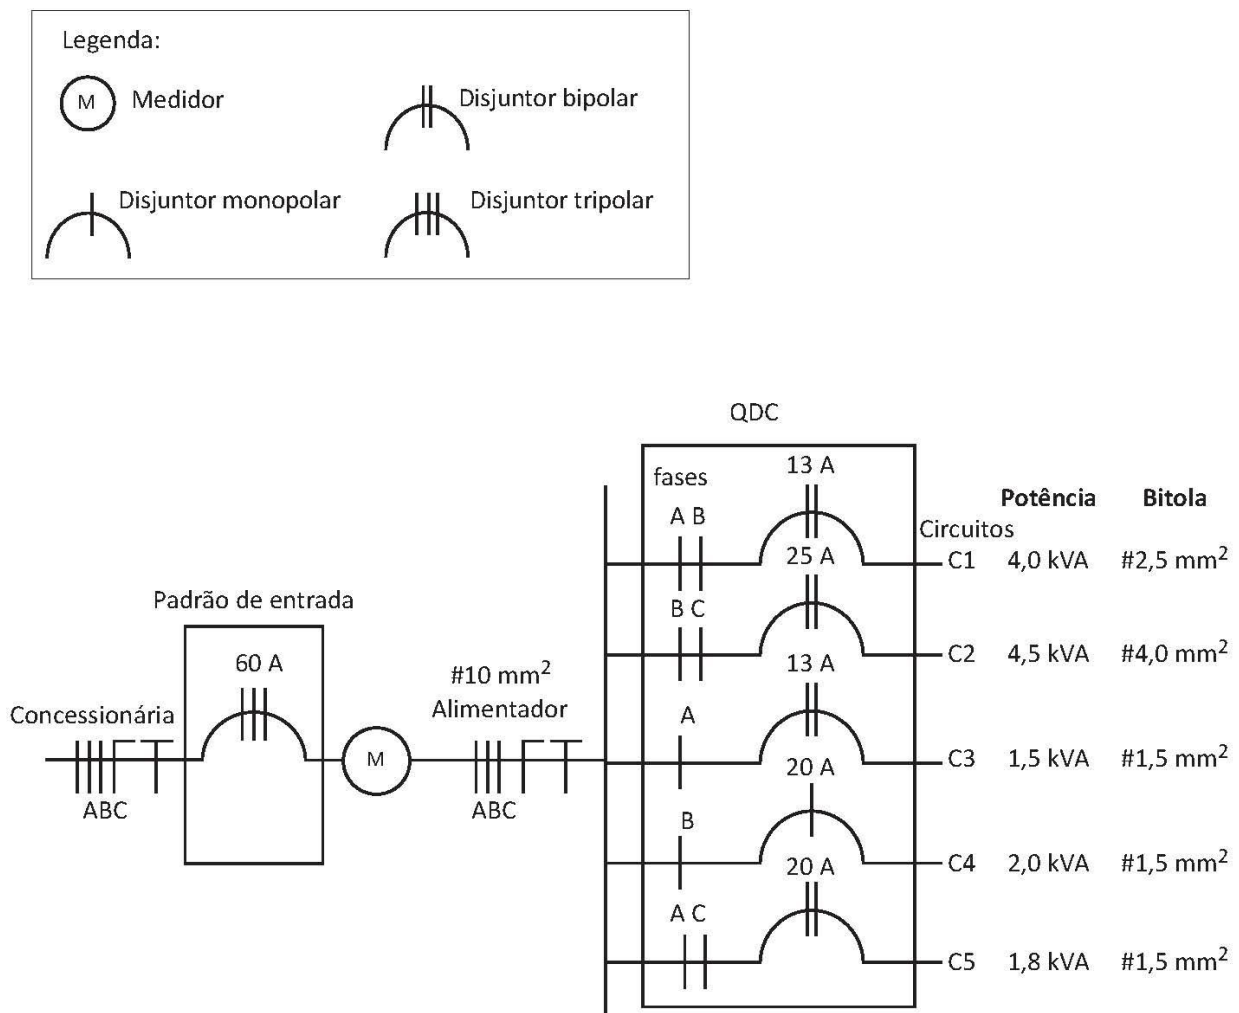 Legenda:
M Medidor
Disjuntor bipolar
Disjuntor monopolar
Disjuntor tripolar
QDC
fases
13 A
Potência Bitola
A B
Circuitos
25 A
C1 4,0 kVA #2,5 mm²
Padrão de entrada
B C
60 A
13 A
C2 4,5 kVA #4,0 mm²
#10 mm²
Concessionária
Alimentador
A
M
20 A
C3 1,5 kVA #1,5 mm²
ABC
ABC
B
20 A
C4 2,0 kVA #1,5 mm²
A C
C5 1,8 kVA #1,5 mm²